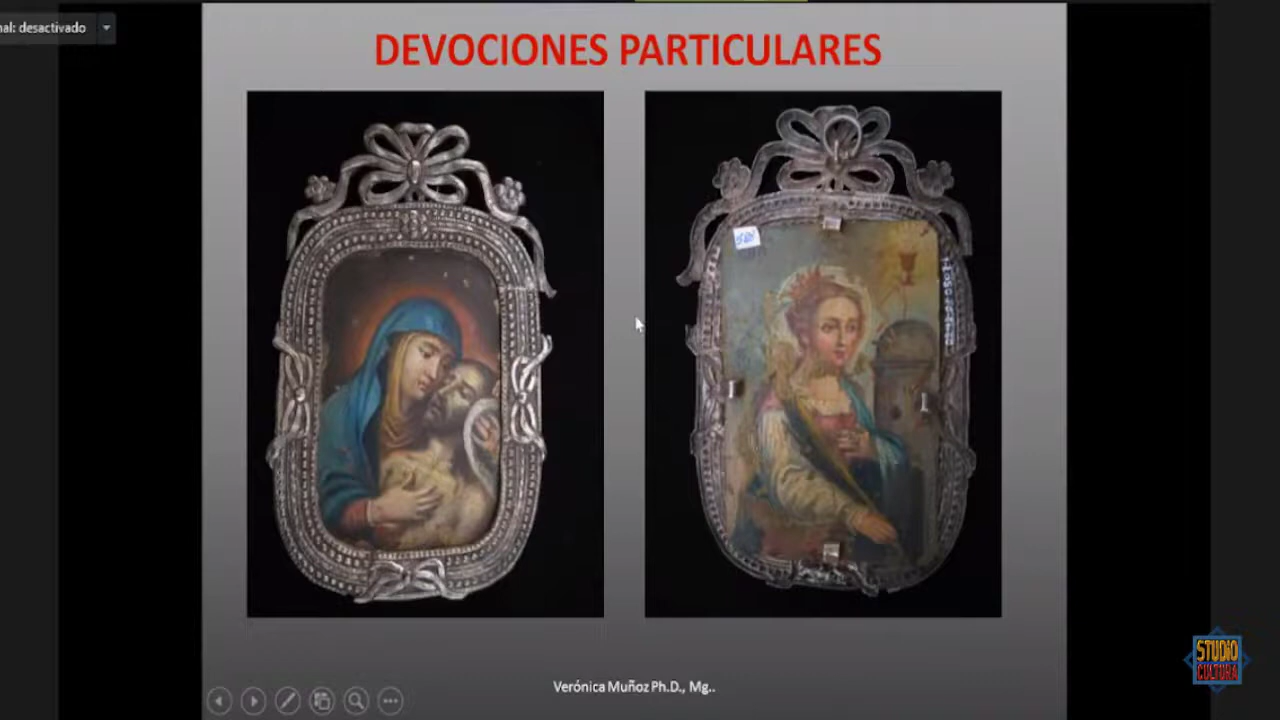 nal: desactivado
DEVOCIONES PARTICULARES
Verónica Muñoz Ph.D., Mg..
STUDIO
CULTURA